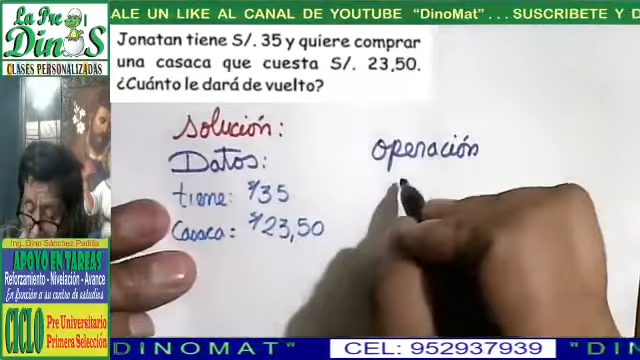 La Pre
DinoS
CLASES PERSONALIZADAS
ALE UN LIKE AL CANAL DE YOUTUBE "DinoMat" ... SUSCRIBETE Y D
Jonatan tiene S/. 35 y quiere comprar
una casaca que cuesta S/. 23,50.
¿Cuánto le dará de vuelto?
Solución:
Datos:
tiene: S/35
Casaca: S/23,50
operación
Ing. Dino Sánchez Padilla
APOYO EN TAREAS
Reforzamiento - Nivelación - Avance
En función a su centro de estudios
CICLO
Pre Universitario
Primera Selección
DINOMAT"
CEL: 952937939
"DIN